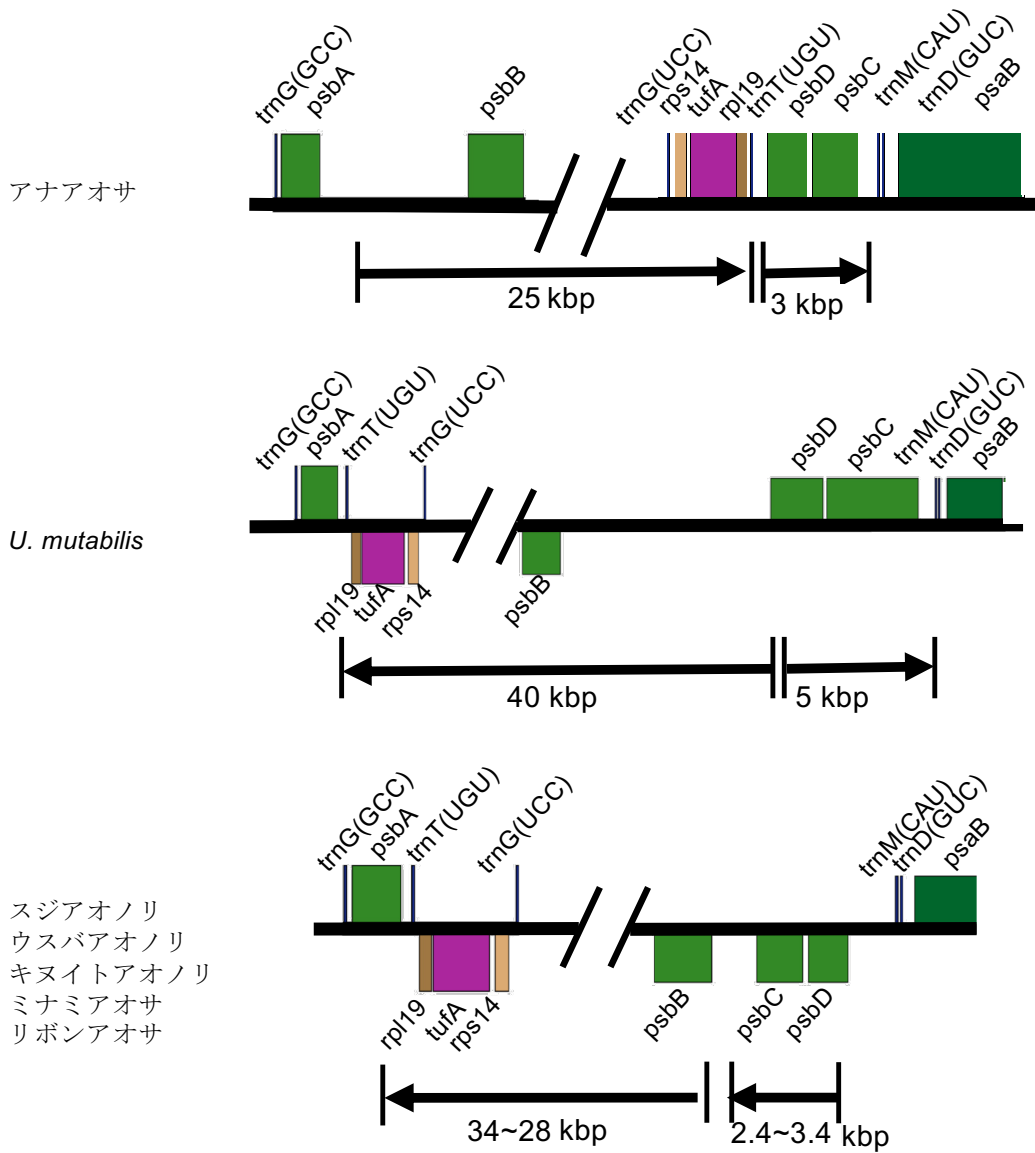 trnG(GCC)
psbA
psbB
trnG(UCC)
rps14
tufA
rpl19
trnT(UGU)
psbD
psbC
trnM(CAU)
trnD(GUC)
psaB
アナアオサ
25 kbp
3 kbp
trnG(GCC)
psbA
trnT(UGU)
trnG(UCC)
psbD
psbC
trnM(CAU)
trnD(GUC)
psaB
U. mutabilis
rpl19
tufA
rps14
psbB
40 kbp
5 kbp
trnG(GCC)
psbA
trnT(UGU)
trnG(UCC)
trnM(CAU)
trnD(GUC)
psaB
スジアオノリ
ウスバアオノリ
キヌイトアオノリ
ミナミアオサ
リボンアオサ
rpl19
tufA
rps14
psbB
psbC
psbD
34~28 kbp
2.4~3.4 kbp